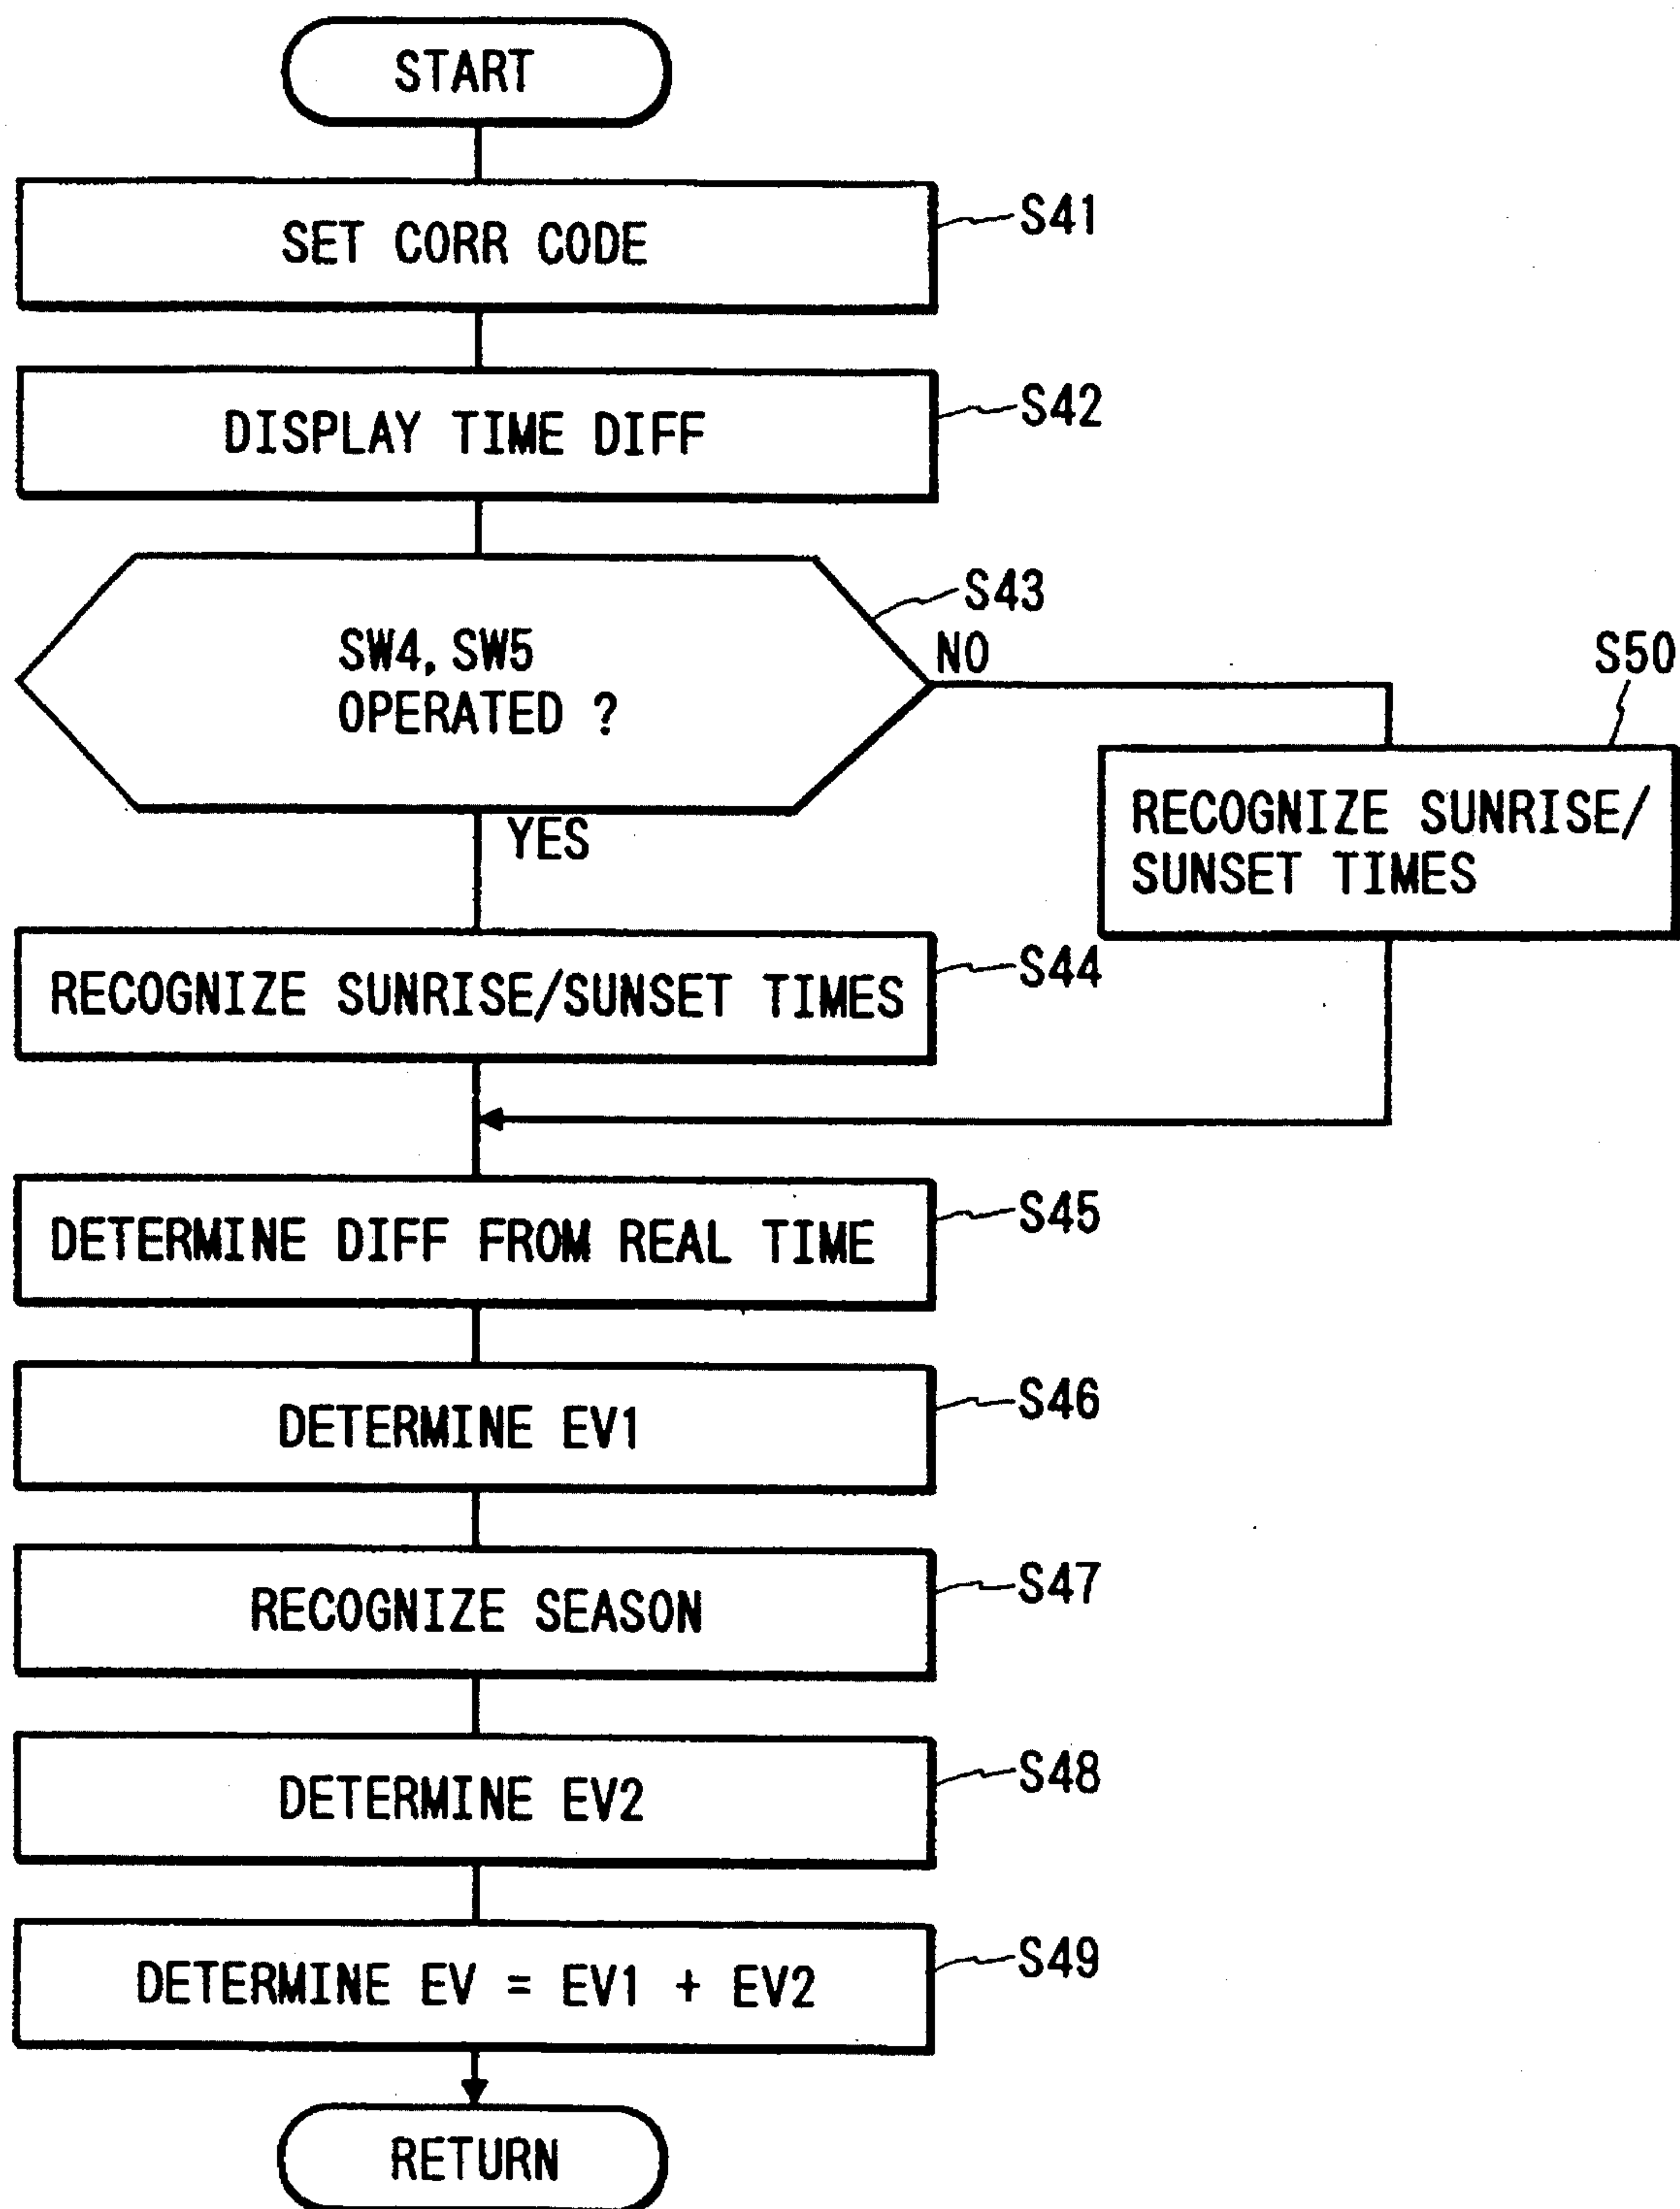 START
SET CORR CODE
S41
DISPLAY TIME DIFF
S42
SW4, SW5
OPERATED ?
S43
NO
YES
S50
RECOGNIZE SUNRISE/
SUNSET TIMES
RECOGNIZE SUNRISE/SUNSET TIMES
S44
DETERMINE DIFF FROM REAL TIME
S45
DETERMINE EV1
S46
RECOGNIZE SEASON
S47
DETERMINE EV2
S48
DETERMINE EV = EV1 + EV2
S49
RETURN